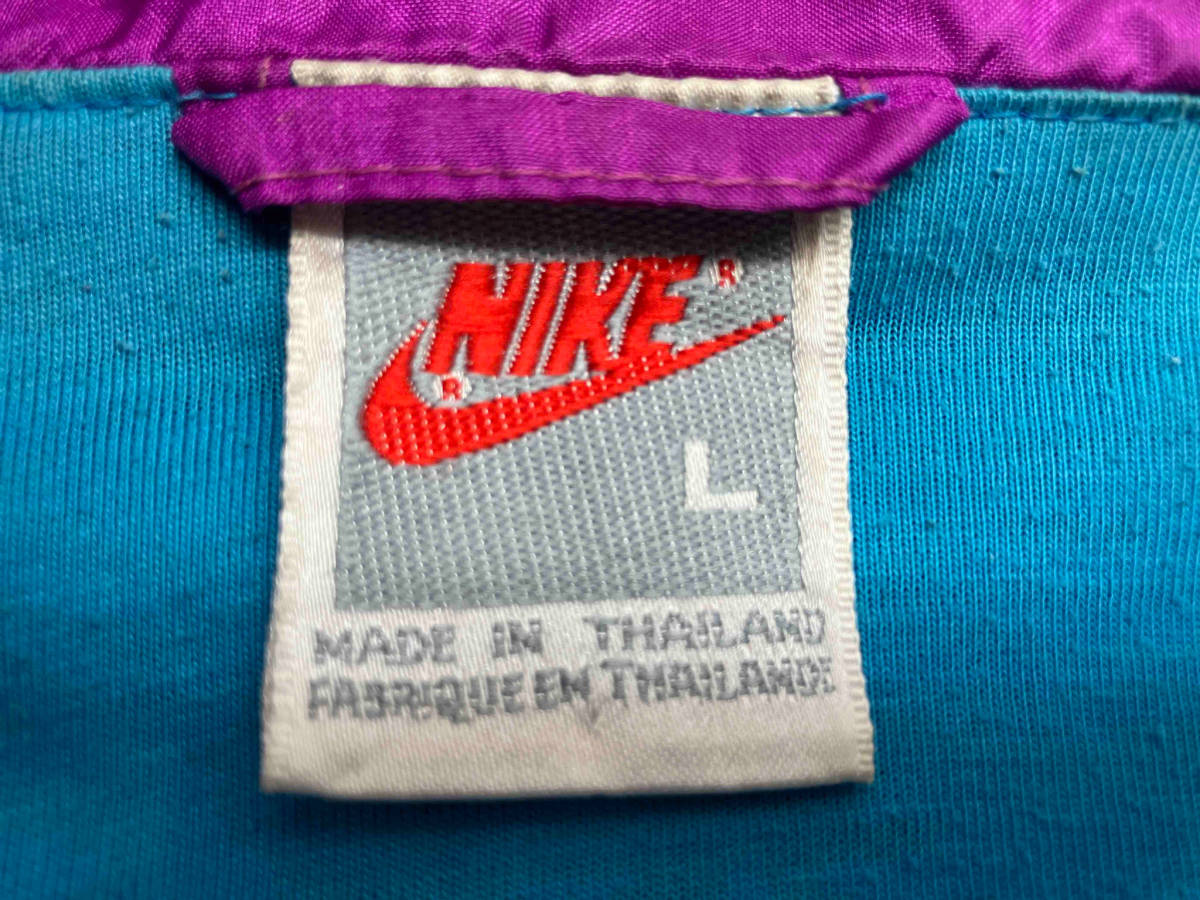 NIKE®
®
L
MADE IN THAILAND
FABRIQUE EN THAILANDE